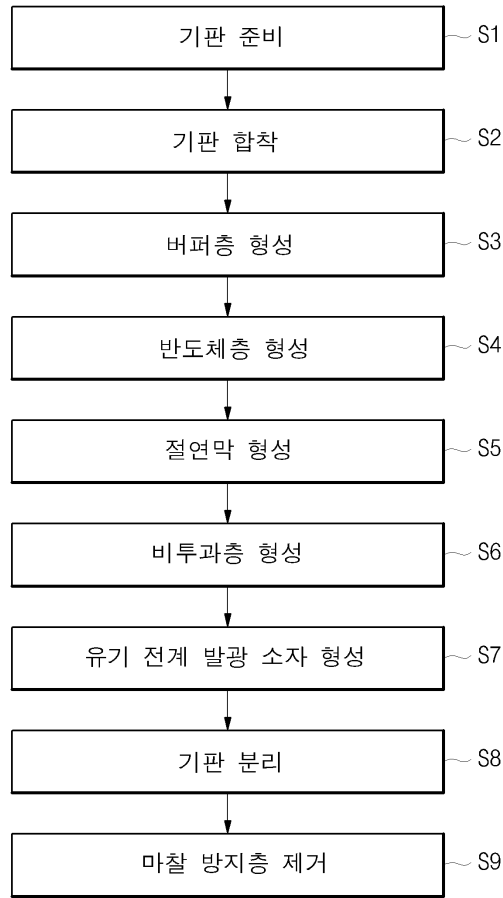 기판 준비 S1
기판 합착 S2
버퍼층 형성 S3
반도체층 형성 S4
절연막 형성 S5
비투과층 형성 S6
유기 전계 발광 소자 형성 S7
기판 분리 S8
마찰 방지층 제거 S9